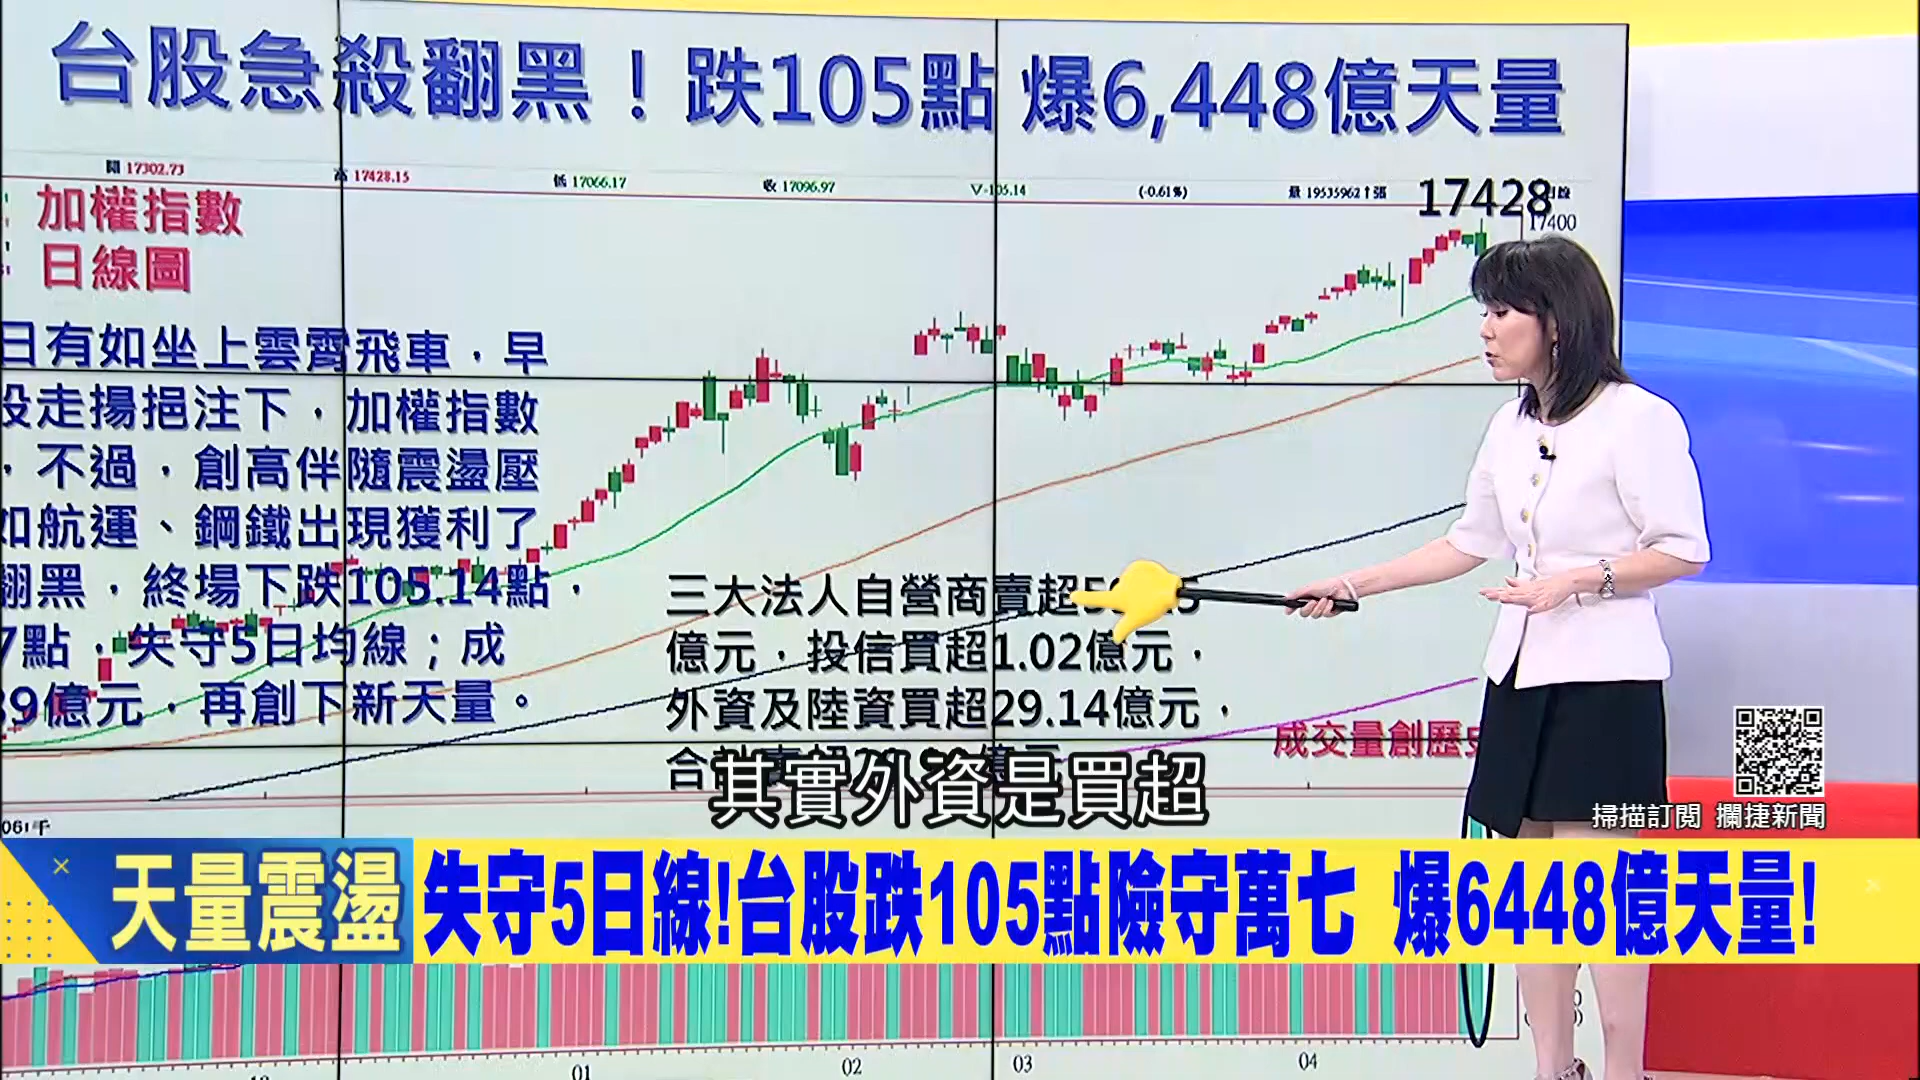 台股急殺翻黑！跌105點 爆6,448億天量
開 17302.73 高 17428.15 低 17066.17 收 17096.97 ▽-105.14 (-0.61%) 量 19535962↑張
17428
17400
加權指數
日線圖
日有如坐上雲霄飛車，早
股走揚挹注下，加權指數
，不過，創高伴隨震盪壓
如航運、鋼鐵出現獲利了
翻黑，終場下跌105.14點，
7點，失守5日均線；成
39億元，再創下新天量。
三大法人自營商賣超
億元，投信買超1.02億元，
外資及陸資買超29.14億元，
成交量創歷史
其實外資是買超
掃描訂閱 攔捷新聞
天量震盪
失守5日線!台股跌105點險守萬七 爆6448億天量!
01 02 03 04